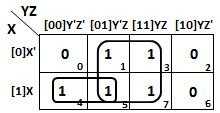 YZ
X [00]Y'Z' [01]Y'Z [11]YZ [10]YZ'
[0]X' 0 0 1 1 1 3 0 2
[1]X 1 4 1 5 1 7 0 6